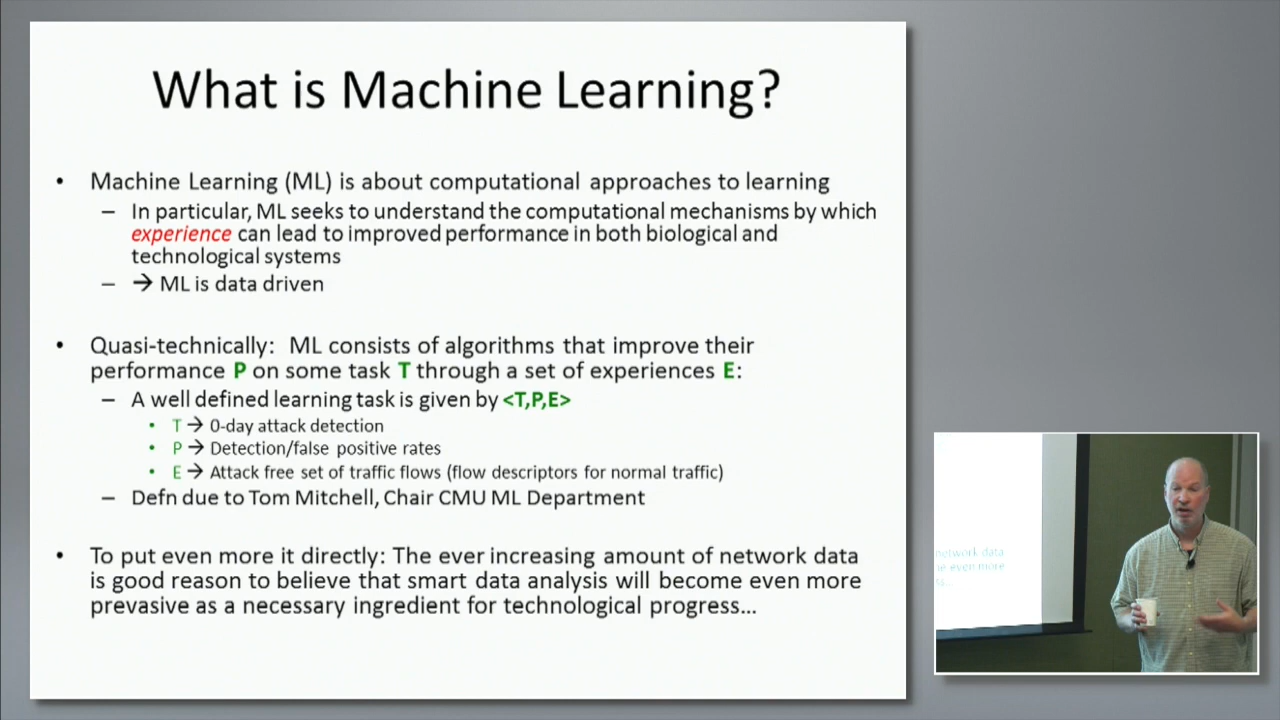 What is Machine Learning?
• Machine Learning (ML) is about computational approaches to learning
– In particular, ML seeks to understand the computational mechanisms by which
experience can lead to improved performance in both biological and
technological systems
– → ML is data driven
• Quasi-technically: ML consists of algorithms that improve their
performance P on some task T through a set of experiences E:
– A well defined learning task is given by <T,P,E>
• T → 0-day attack detection
• P → Detection/false positive rates
• E → Attack free set of traffic flows (flow descriptors for normal traffic)
– Defn due to Tom Mitchell, Chair CMU ML Department
• To put even more it directly: The ever increasing amount of network data
is good reason to believe that smart data analysis will become even more
prevasive as a necessary ingredient for technological progress...
network data
even more